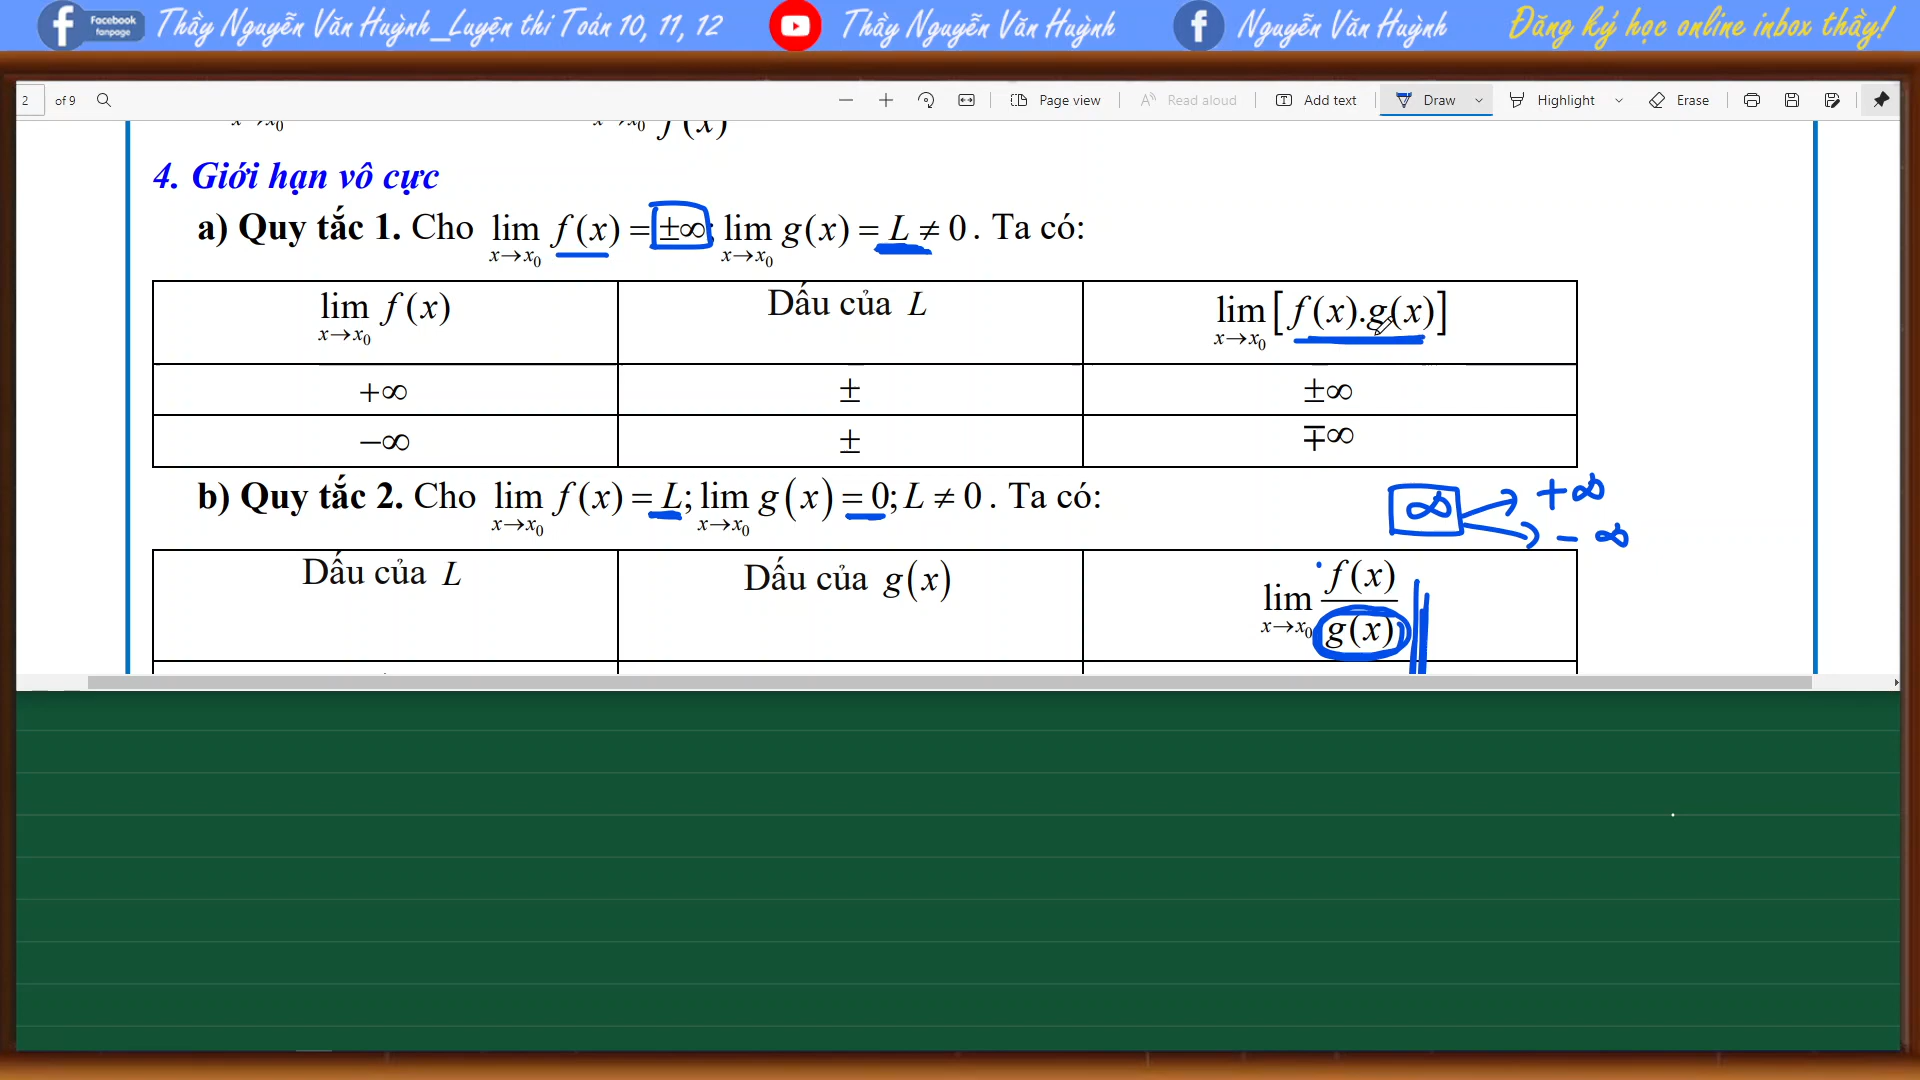 Facebook fanpage Thầy Nguyễn Văn Huỳnh_Luyện thi Toán 10, 11, 12 Thầy Nguyễn Văn Huỳnh f Nguyễn Văn Huỳnh Đăng ký học online inbox thầy!
2 of 9 Page view Read aloud Add text Draw Highlight Erase
x→x₀ x→x₀ f(x)
4. Giới hạn vô cực
a) Quy tắc 1. Cho lim x→x₀ f(x) = ±∞; lim x→x₀ g(x) = L ≠ 0. Ta có:
lim x→x₀ f(x) Dấu của L lim x→x₀ [f(x).g(x)]
+∞ ± ±∞
−∞ ± ∓∞
b) Quy tắc 2. Cho lim x→x₀ f(x) = L; lim x→x₀ g(x) = 0; L ≠ 0. Ta có:
∞ +∞
− ∞
Dấu của L Dấu của g(x) lim x→x₀ f(x)/g(x)